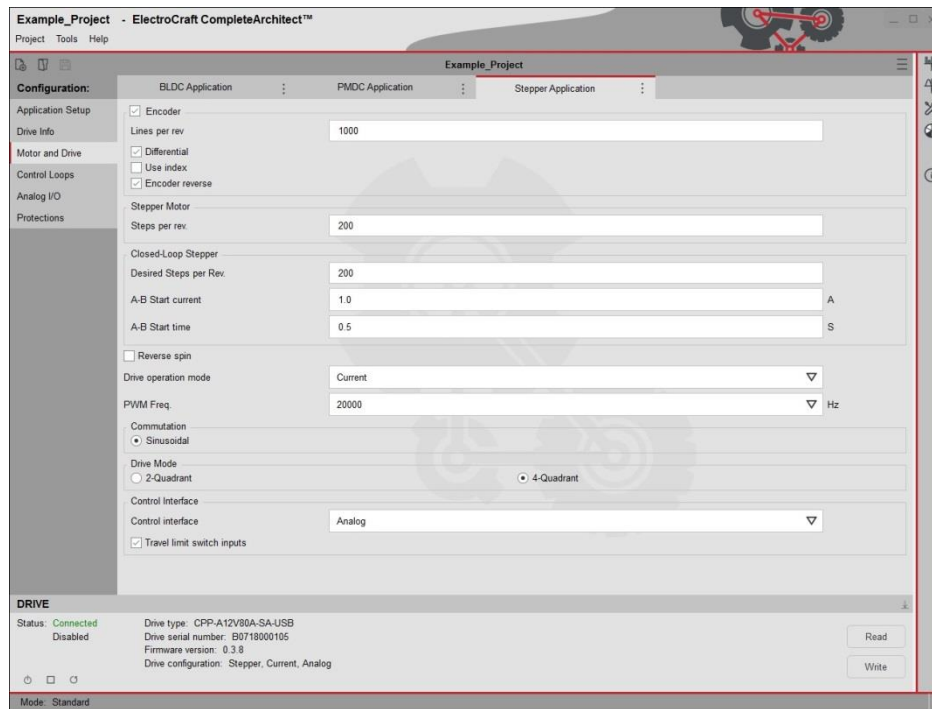 Example_Project - ElectroCraft CompleteArchitect™
Project Tools Help
Example_Project
Configuration:
BLDC Application
PMDC Application
Stepper Application
Application Setup
Drive Info
Motor and Drive
Control Loops
Analog I/O
Protections
Encoder
Lines per rev 1000
Differential
Use index
Encoder reverse
Stepper Motor
Steps per rev. 200
Closed-Loop Stepper
Desired Steps per Rev. 200
A-B Start current 1.0 A
A-B Start time 0.5 S
Reverse spin
Drive operation mode Current
PWM Freq. 20000 Hz
Commutation
Sinusoidal
Drive Mode
2-Quadrant 4-Quadrant
Control Interface
Control interface Analog
Travel limit switch inputs
DRIVE
Status: Connected
Disabled
Drive type: CPP-A12V80A-SA-USB
Drive serial number: B0718000105
Firmware version: 0.3.8
Drive configuration: Stepper, Current, Analog
Read
Write
Mode: Standard